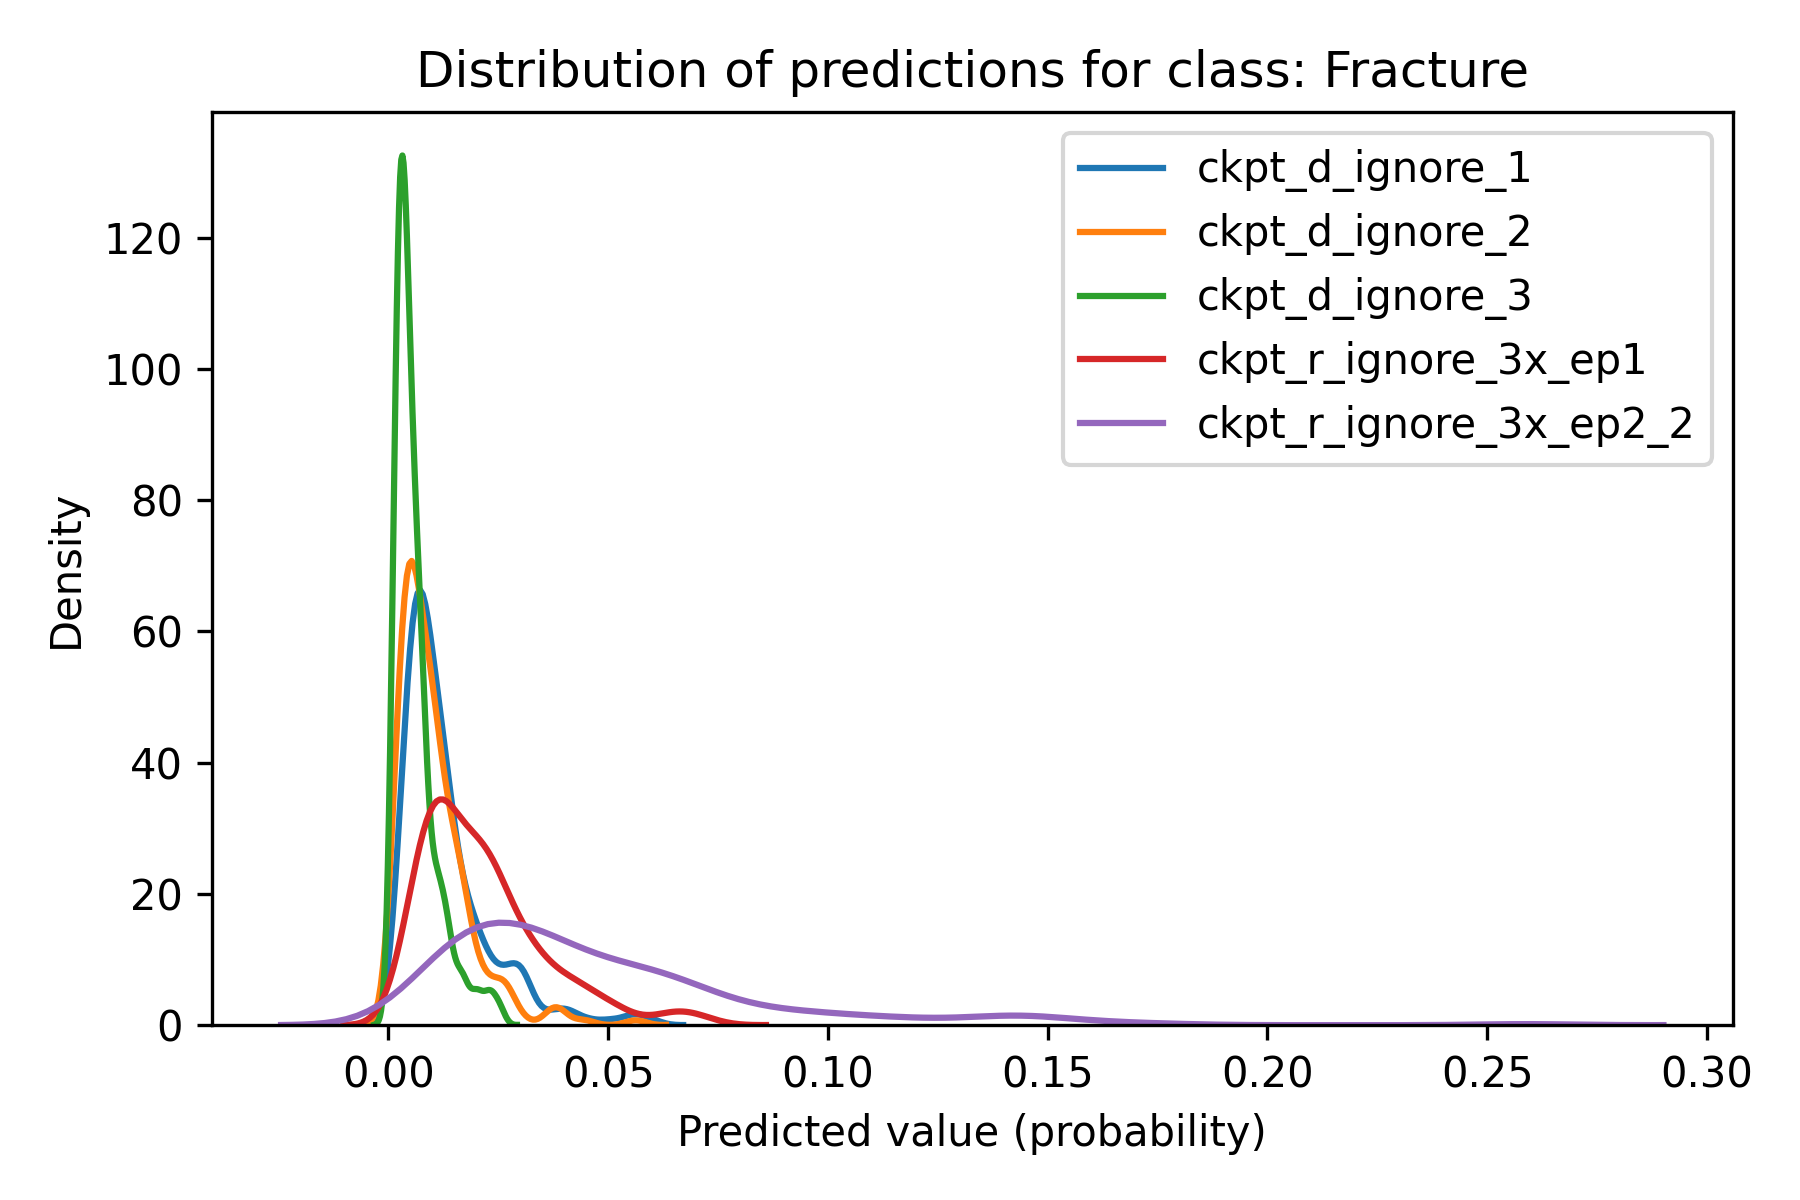 Distribution of predictions for class: Fracture
ckpt_d_ignore_1
ckpt_d_ignore_2
ckpt_d_ignore_3
ckpt_r_ignore_3x_ep1
ckpt_r_ignore_3x_ep2_2
Density
120
100
80
60
40
20
0
0.00 0.05 0.10 0.15 0.20 0.25 0.30
Predicted value (probability)